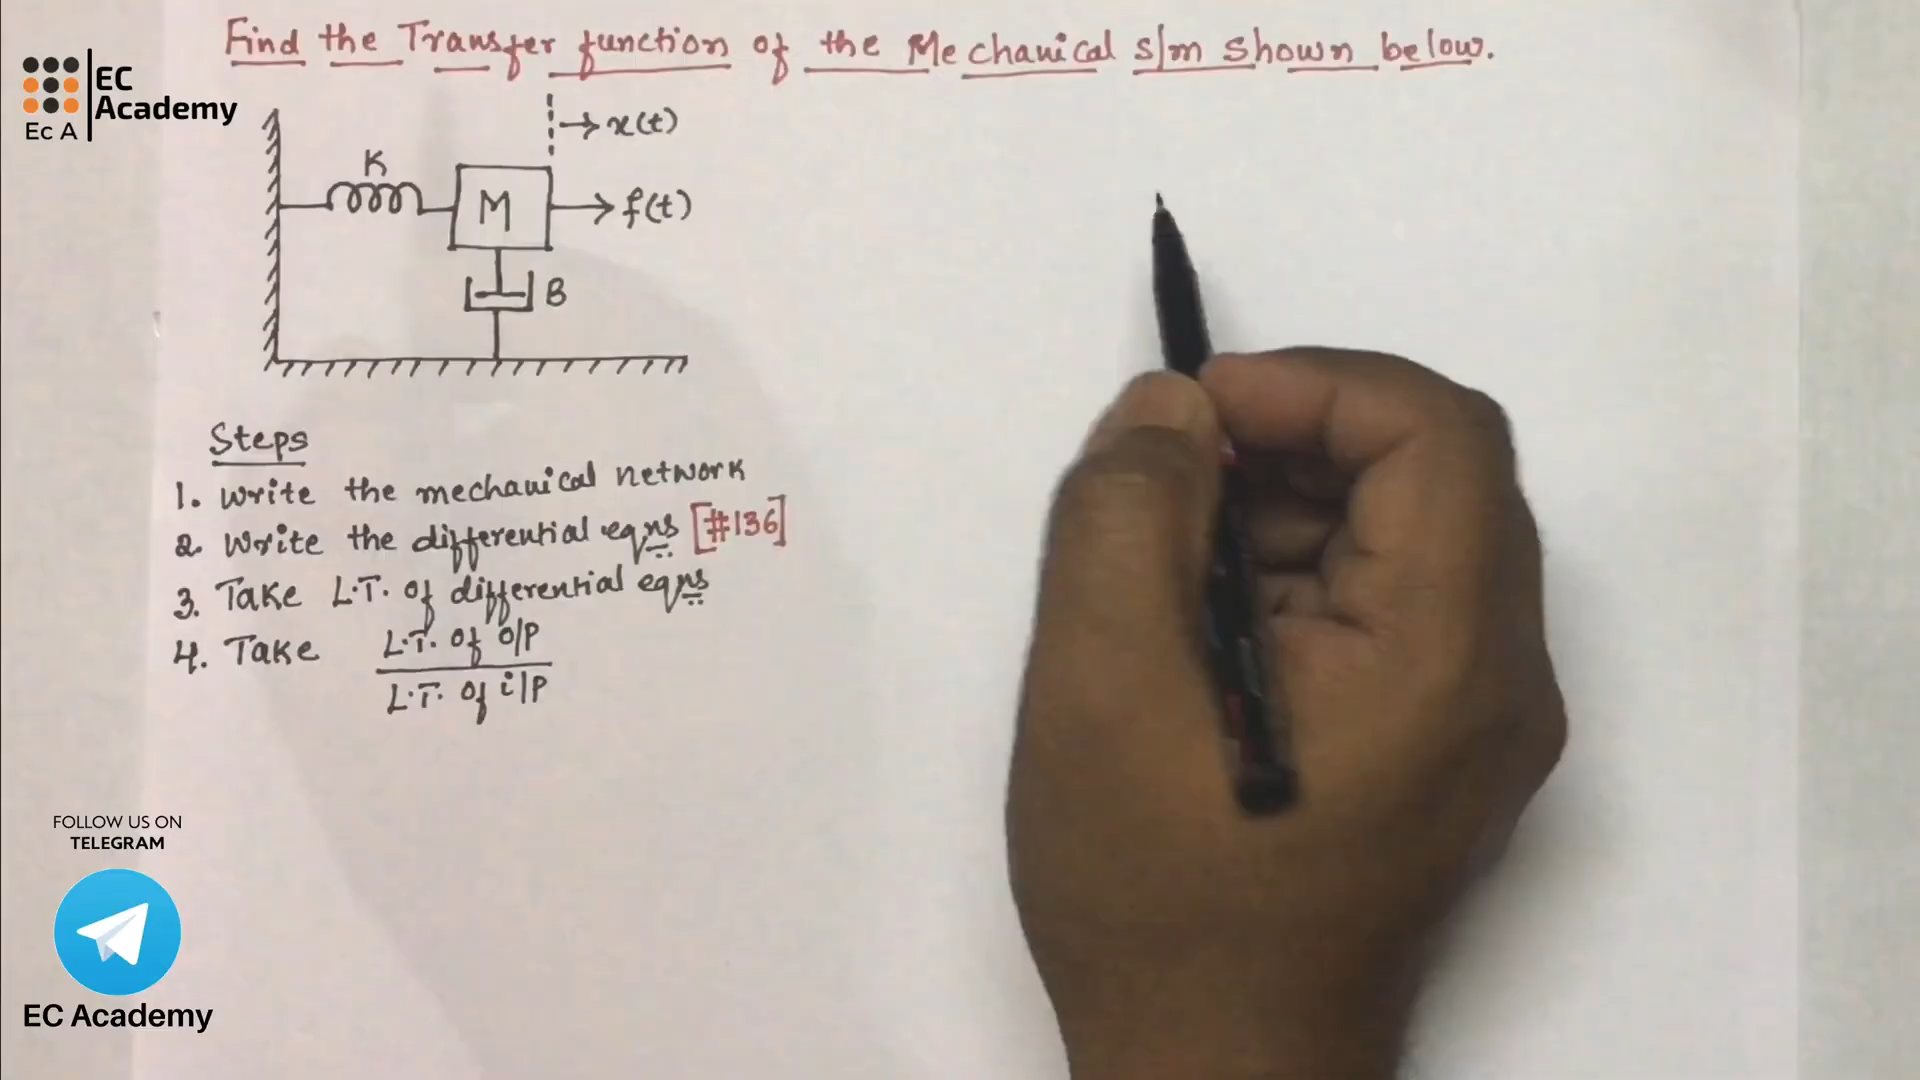 Find the Transfer function of the Mechanical s/m shown below.
EC
Academy
Ec A
x(t)
K
M
f(t)
B
Steps
1. Write the mechanical network
2. Write the differential eqns [#136]
3. Take L.T. of differential eqns
4. Take L.T. of o/p
L.T. of i/p
FOLLOW US ON
TELEGRAM
EC Academy